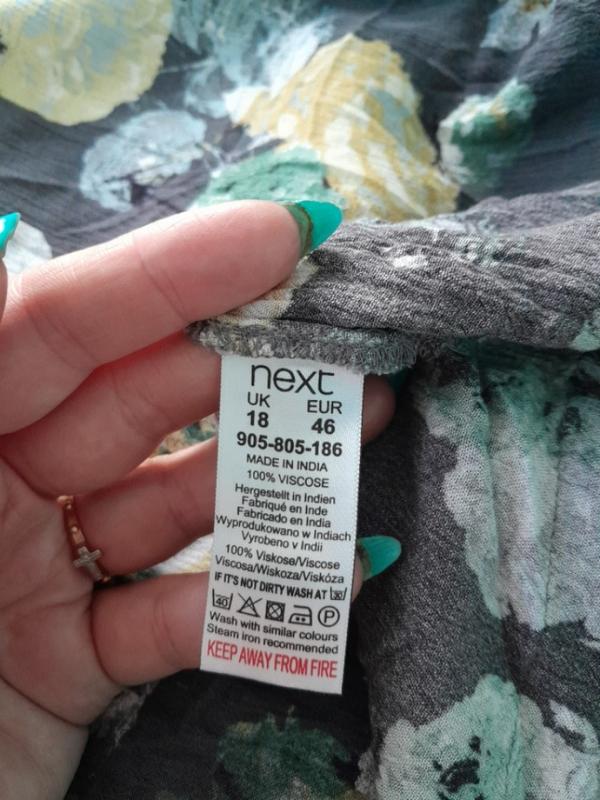 next
UK EUR
18 46
905-805-186
MADE IN INDIA
100% VISCOSE
Hergestellt in Indien
Fabriqué en Inde
Fabricado en India
Wyprodukowano w Indiach
Vyrobeno v Indii
100% Viskose/Viscose
Viscosa/Wiskoza/Viskóza
IF IT'S NOT DIRTY WASH AT 30
40 P
Wash with similar colours
Steam iron recommended
KEEP AWAY FROM FIRE